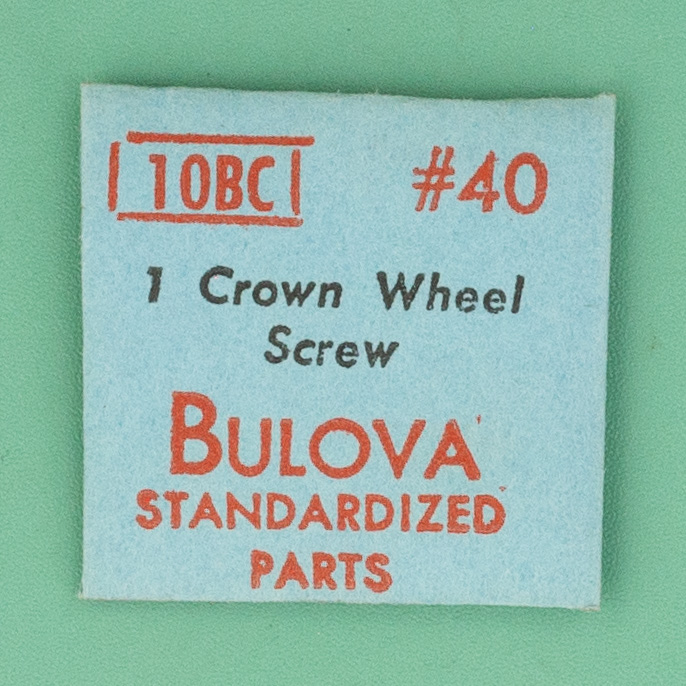 10BC #40
1 Crown Wheel
Screw
BULOVA
STANDARDIZED
PARTS